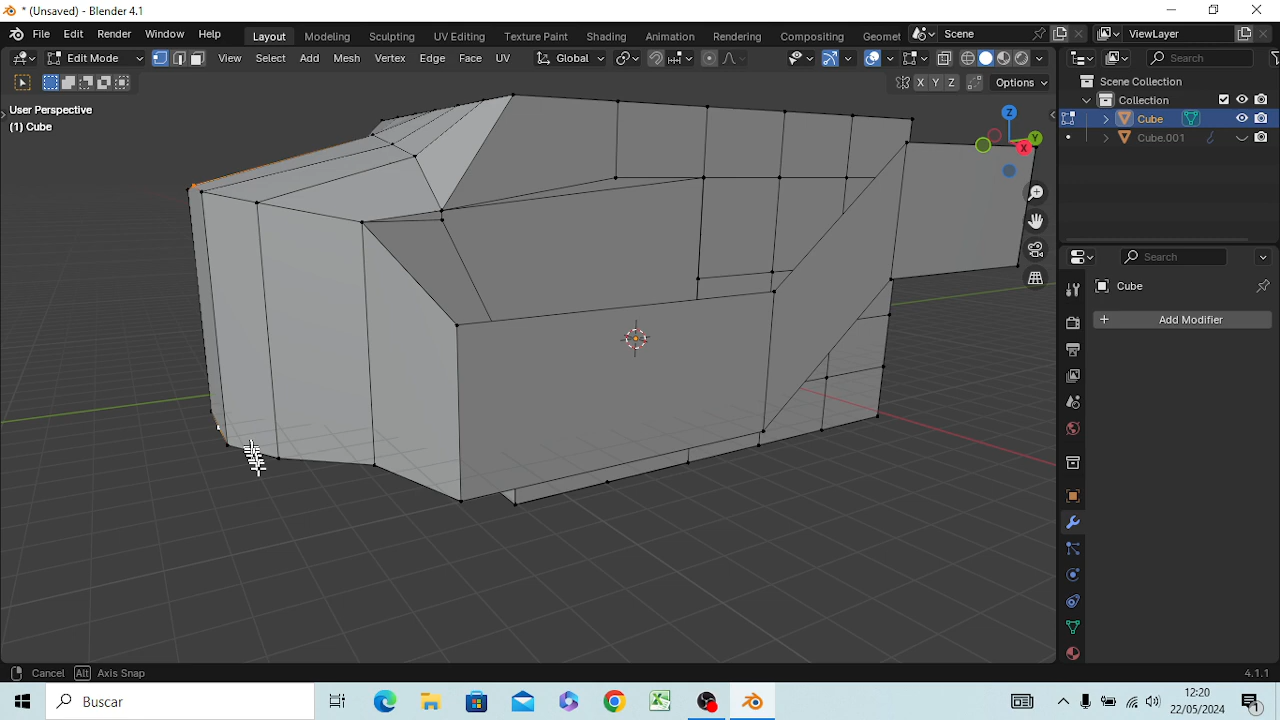 * (Unsaved) - Blender 4.1
File Edit Render Window Help Layout Modeling Sculpting UV Editing Texture Paint Shading Animation Rendering Compositing Geomet Scene ViewLayer
Edit Mode View Select Add Mesh Vertex Edge Face UV Global Search
X Y Z Options
User Perspective
(1) Cube
Scene Collection
Collection
Cube
Cube.001
Z
Y
X
Search
Cube
+ Add Modifier
Cancel Alt Axis Snap 4.1.1
Buscar
12:20
22/05/2024
1